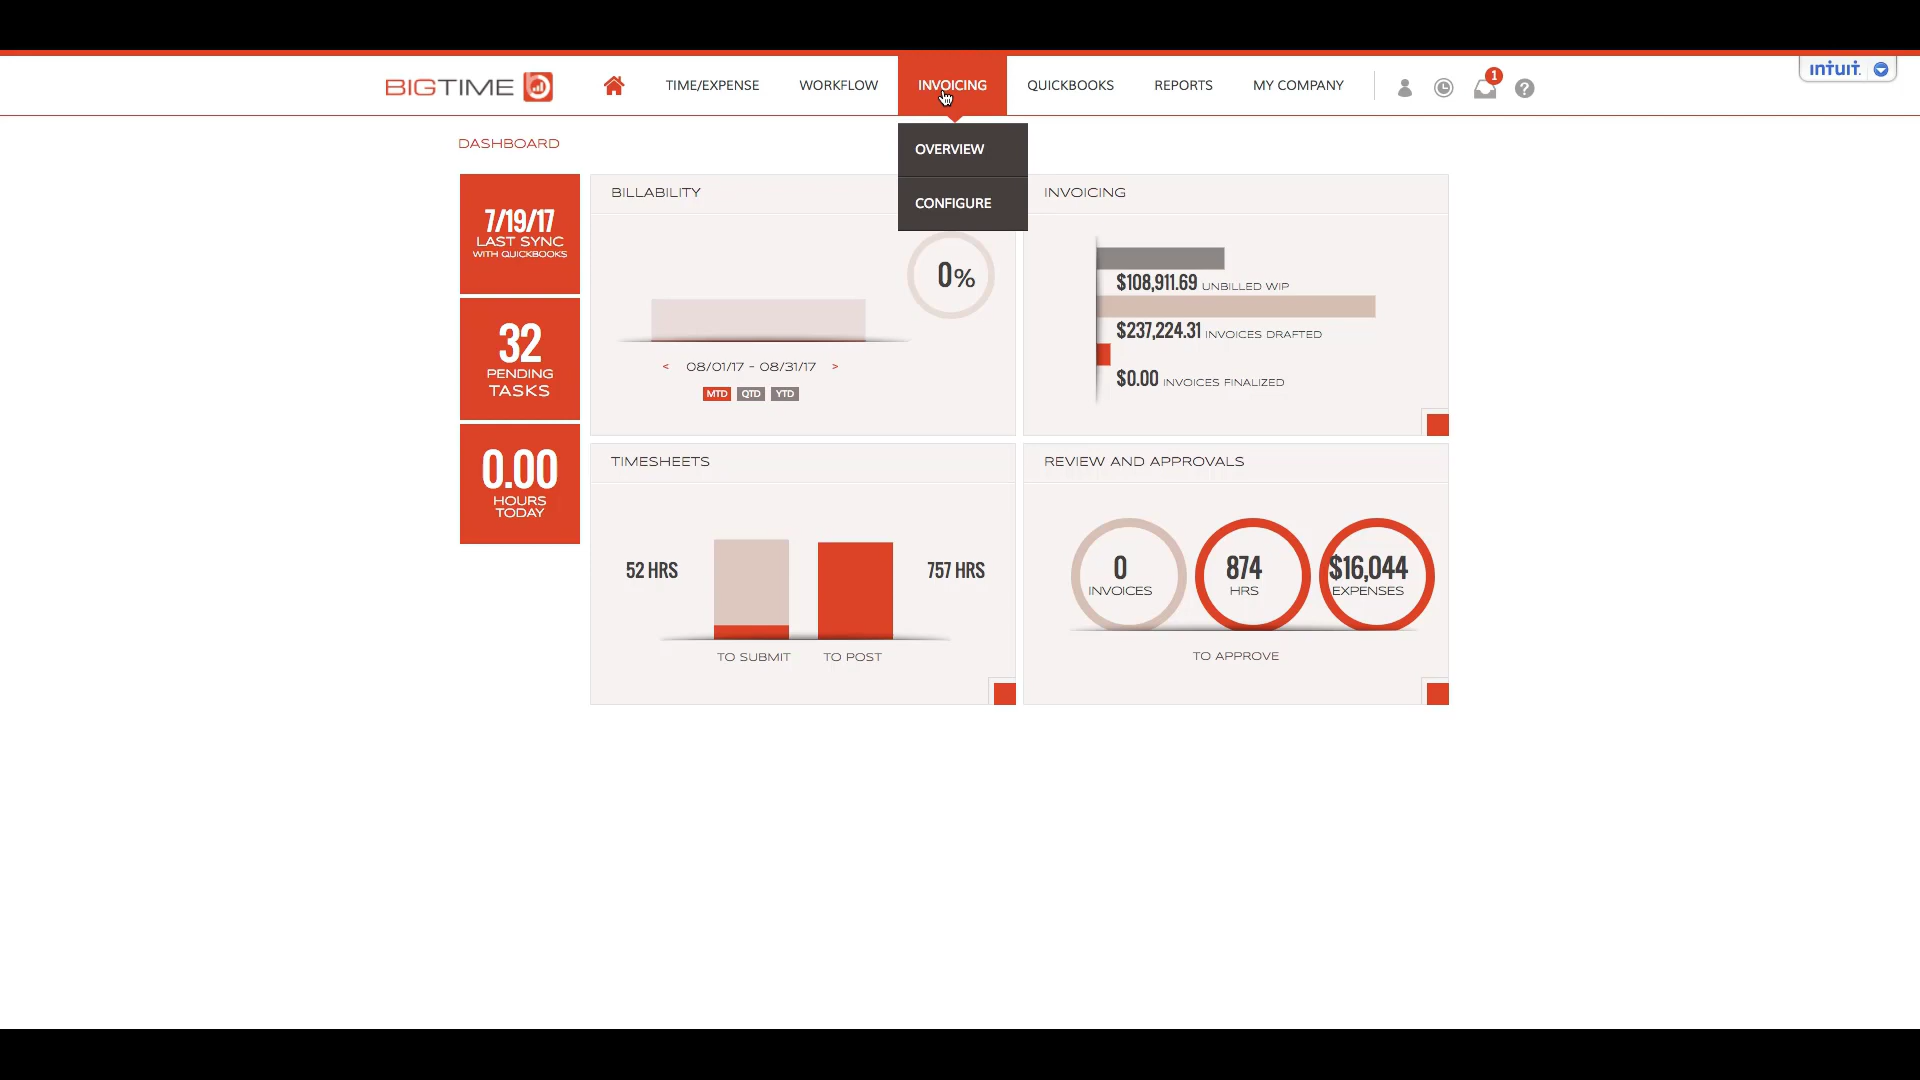 BIGTIME
TIME/EXPENSE
WORKFLOW
INVOICING
QUICKBOOKS
REPORTS
MY COMPANY
1
?
intuit.
OVERVIEW
CONFIGURE
DASHBOARD
7/19/17
LAST SYNC
WITH QUICKBOOKS
32
PENDING
TASKS
0.00
HOURS
TODAY
BILLABILITY
0%
< 08/01/17 - 08/31/17 >
MTD QTD YTD
INVOICING
$108,911.69 UNBILLED WIP
$237,224.31 INVOICES DRAFTED
$0.00 INVOICES FINALIZED
TIMESHEETS
52 HRS
757 HRS
TO SUBMIT
TO POST
REVIEW AND APPROVALS
0
INVOICES
874
HRS
$16,044
EXPENSES
TO APPROVE